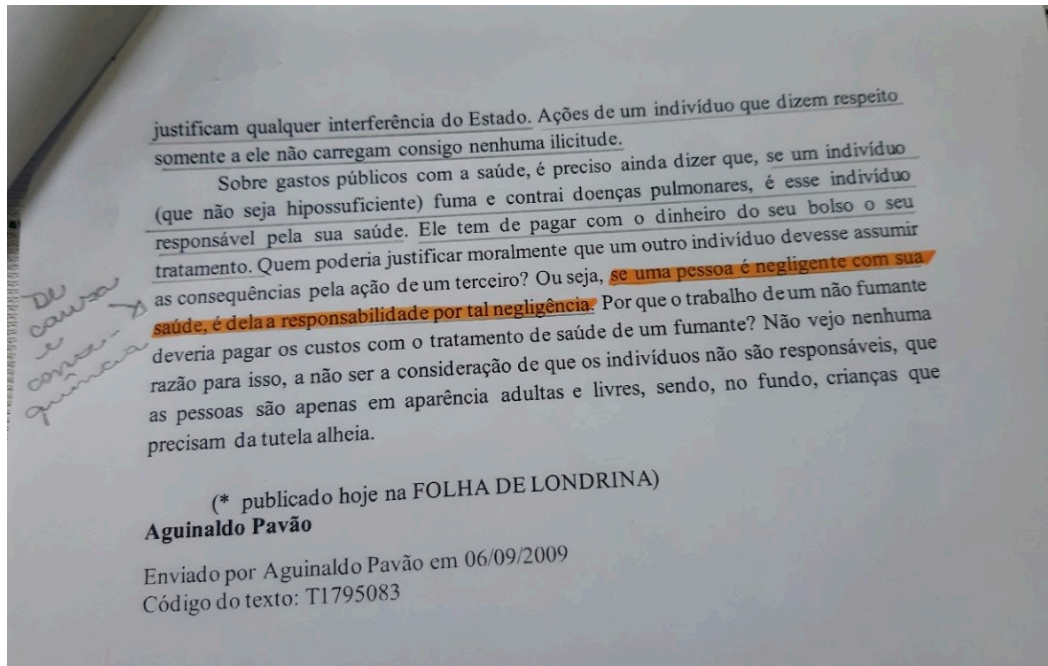 justificam qualquer interferência do Estado. Ações de um indivíduo que dizem respeito
somente a ele não carregam consigo nenhuma ilicitude.
Sobre gastos públicos com a saúde, é preciso ainda dizer que, se um indivíduo
(que não seja hipossuficiente) fuma e contrai doenças pulmonares, é esse indivíduo
responsável pela sua saúde. Ele tem de pagar com o dinheiro do seu bolso o seu
tratamento. Quem poderia justificar moralmente que um outro indivíduo devesse assumir
as consequências pela ação de um terceiro? Ou seja, se uma pessoa é negligente com sua
saúde, é dela a responsabilidade por tal negligência. Por que o trabalho de um não fumante
deveria pagar os custos com o tratamento de saúde de um fumante? Não vejo nenhuma
razão para isso, a não ser a consideração de que os indivíduos não são responsáveis, que
as pessoas são apenas em aparência adultas e livres, sendo, no fundo, crianças que
precisam da tutela alheia.
De
causa
e
conse-
quência
(* publicado hoje na FOLHA DE LONDRINA)
Aguinaldo Pavão
Enviado por Aguinaldo Pavão em 06/09/2009
Código do texto: T1795083